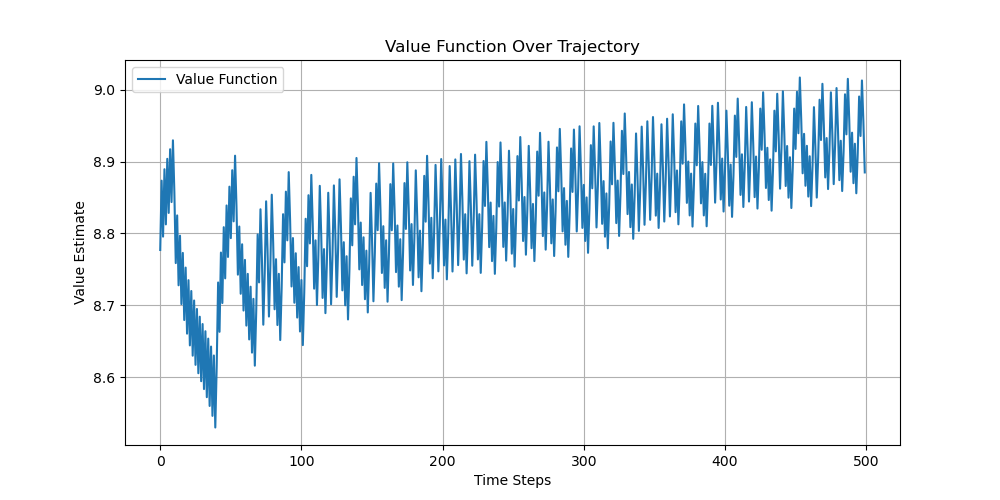 Value Function Over Trajectory
Value Function
Value Estimate
9.0
8.9
8.8
8.7
8.6
0
100
200
300
400
500
Time Steps